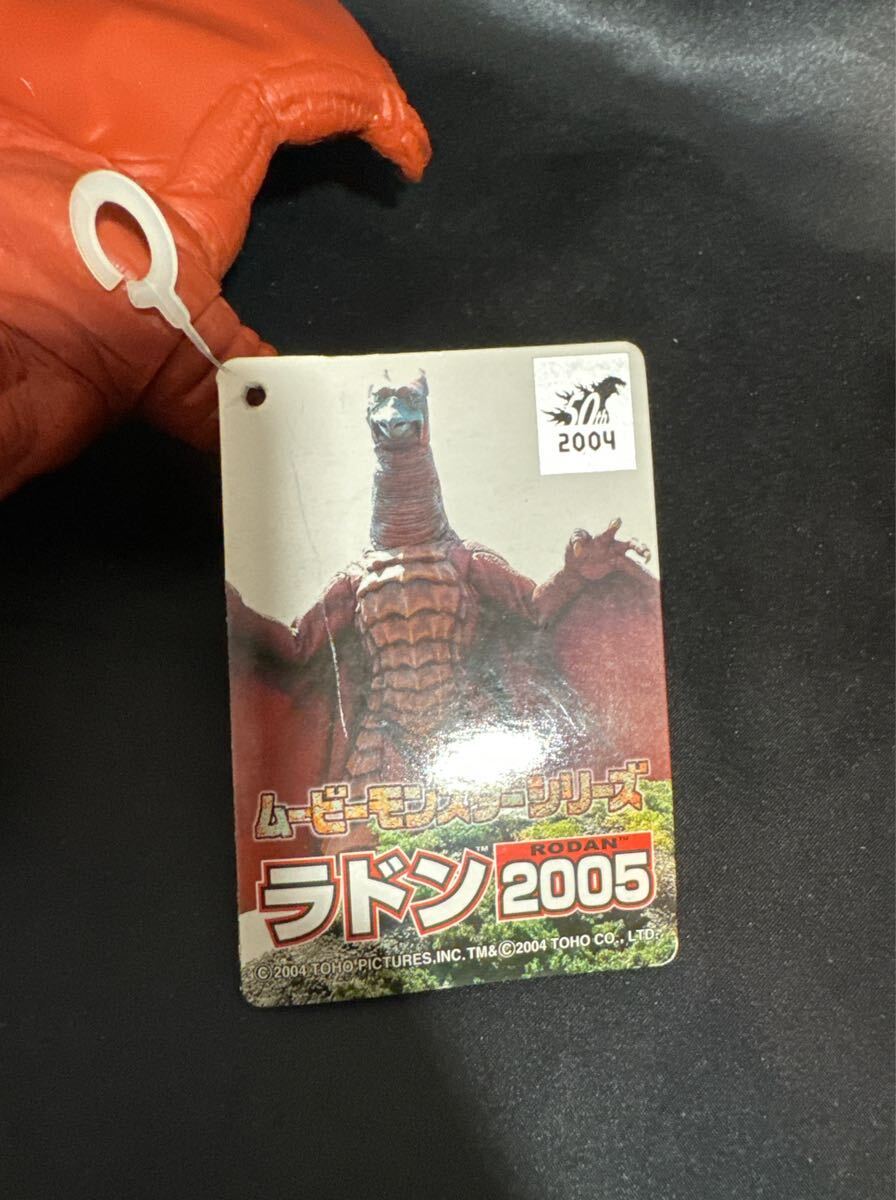 50th
2004
ムービーモンスターシリーズ
ラドン™ RODAN™ 2005
© 2004 TOHO PICTURES,INC.TM&©2004 TOHO CO., LTD.